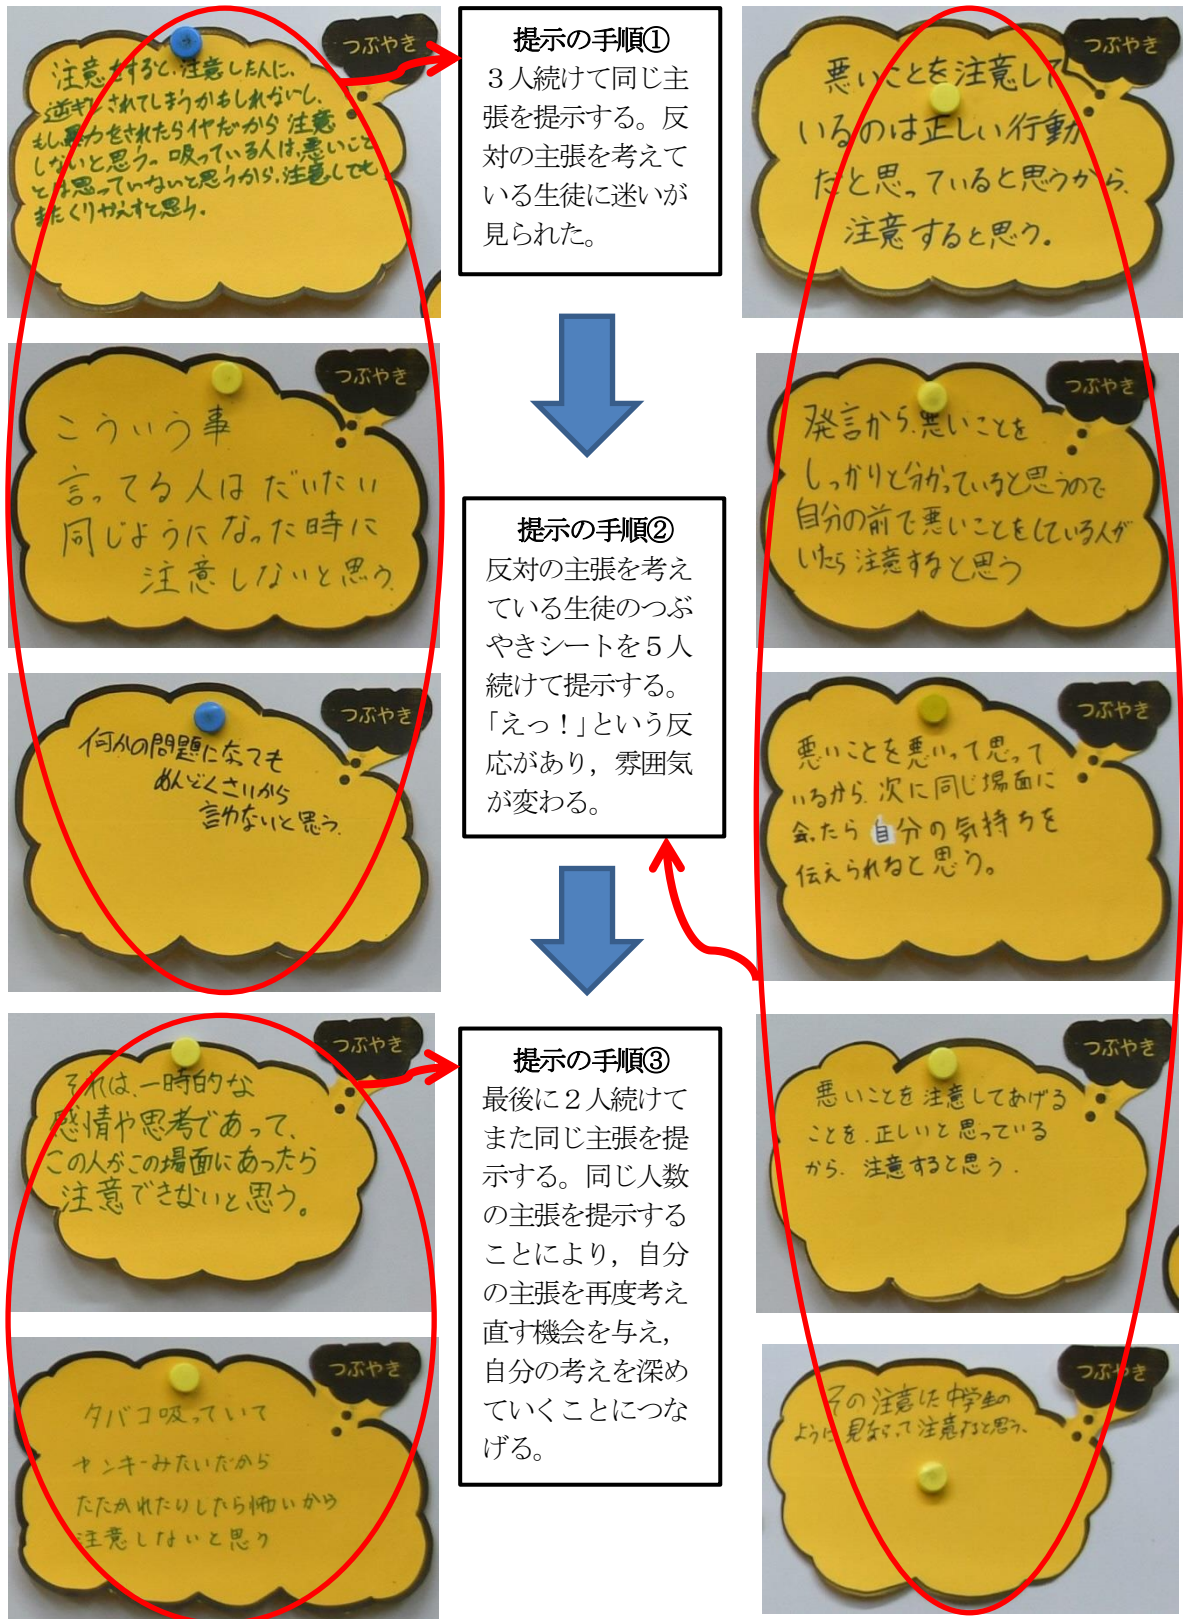 つぶやき
注意をすると、注意した人に、
逆ギレされてしまうかもしれないし、
もし、暴力をされたらイヤだから 注意
しないと思う。吸っている人は、悪いこと
とは思っていないと思うから、注意しても
またくりかえすと思う。
つぶやき
こういう事
言ってる人は だいたい
同じようになった時に
注意しないと思う。
つぶやき
何かの問題になっても
めんどくさいから
言わないと思う。
つぶやき
それは、一時的な
感情や思考であって、
この人がこの場面にあったら
注意できないと思う。
つぶやき
タバコ吸っていて
ヤンキーみたいだから
たたかれたりしたら怖いから
注意しないと思う
提示の手順①
３人続けて同じ主
張を提示する。反
対の主張を考えて
いる生徒に迷いが
見られた。
提示の手順②
反対の主張を考え
ている生徒のつぶ
やきシートを５人
続けて提示する。
「えっ！」という反
応があり，雰囲気
が変わる。
提示の手順③
最後に２人続けて
また同じ主張を提
示する。同じ人数
の主張を提示する
ことにより，自分
の主張を再度考え
直す機会を与え，
自分の考えを深め
ていくことにつな
げる。
つぶやき
悪いことを注意して
いるのは正しい行動
だと思っていると思うから、
注意すると思う。
つぶやき
発言から、悪いことを
しっかりと分かっていると思うので
自分の前で悪いことをしている人が
いたら注意すると思う
つぶやき
悪いことを悪いって思って
いるから、次に同じ場面に
会ったら自分の気持ちを
伝えられると思う。
つぶやき
悪いことを注意してあげる
ことを、正しいと思っている
から、注意すると思う．
つぶやき
その注意した中学生の
ように見ならって注意すると思う、